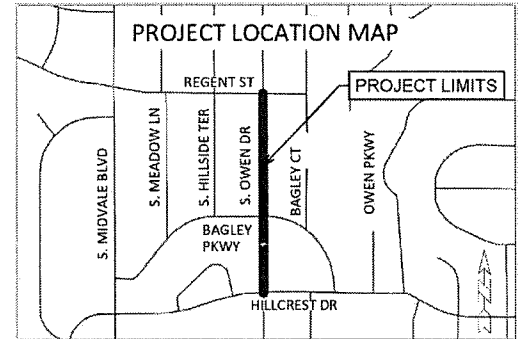 PROJECT LOCATION MAP
REGENT ST
PROJECT LIMITS
S. MIDVALE BLVD
S. MEADOW LN
S. HILLSIDE TER
S. OWEN DR
BAGLEY CT
OWEN PKWY
BAGLEY
PKWY
HILLCREST DR